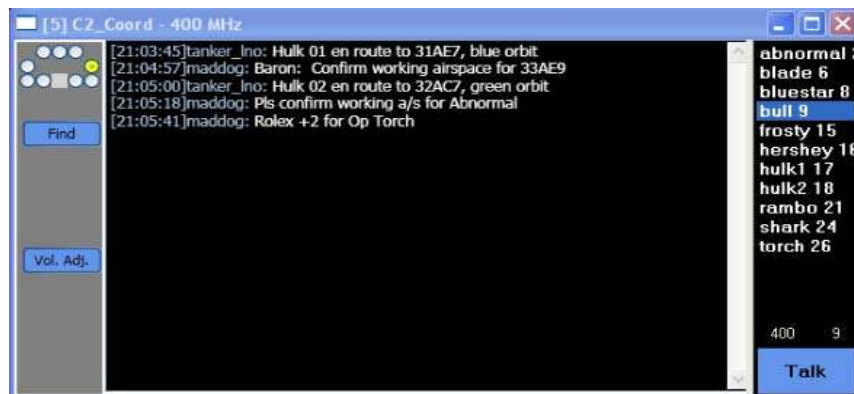 [5] C2_Coord - 400 MHz
[21:03:45]tanker_lno: Hulk 01 en route to 31AE7, blue orbit
[21:04:57]maddog: Baron: Confirm working airspace for 33AE9
[21:05:00]tanker_lno: Hulk 02 en route to 32AC7, green orbit
[21:05:18]maddog: Pls confirm working a/s for Abnormal
[21:05:41]maddog: Rolex +2 for Op Torch
Find
Vol. Adj.
abnormal
blade 6
bluestar 8
bull 9
frosty 15
hershey
hulk1 17
hulk2 18
rambo 21
shark 24
torch 26
400 9
Talk